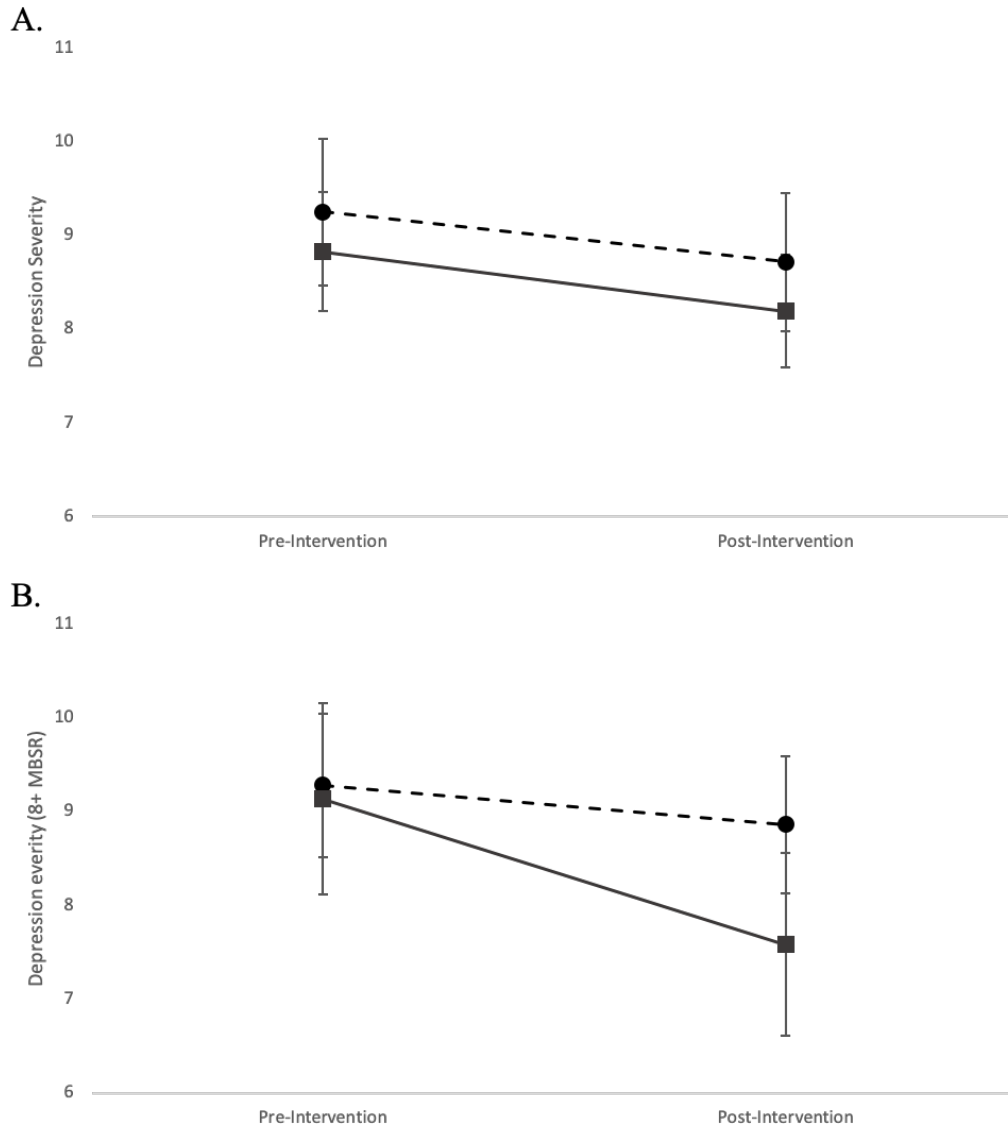 A.
11
10
9
8
7
6
Depression Severity
Pre-Intervention
Post-Intervention
B.
11
10
9
8
7
6
Depression everity (8+ MBSR)
Pre-Intervention
Post-Intervention